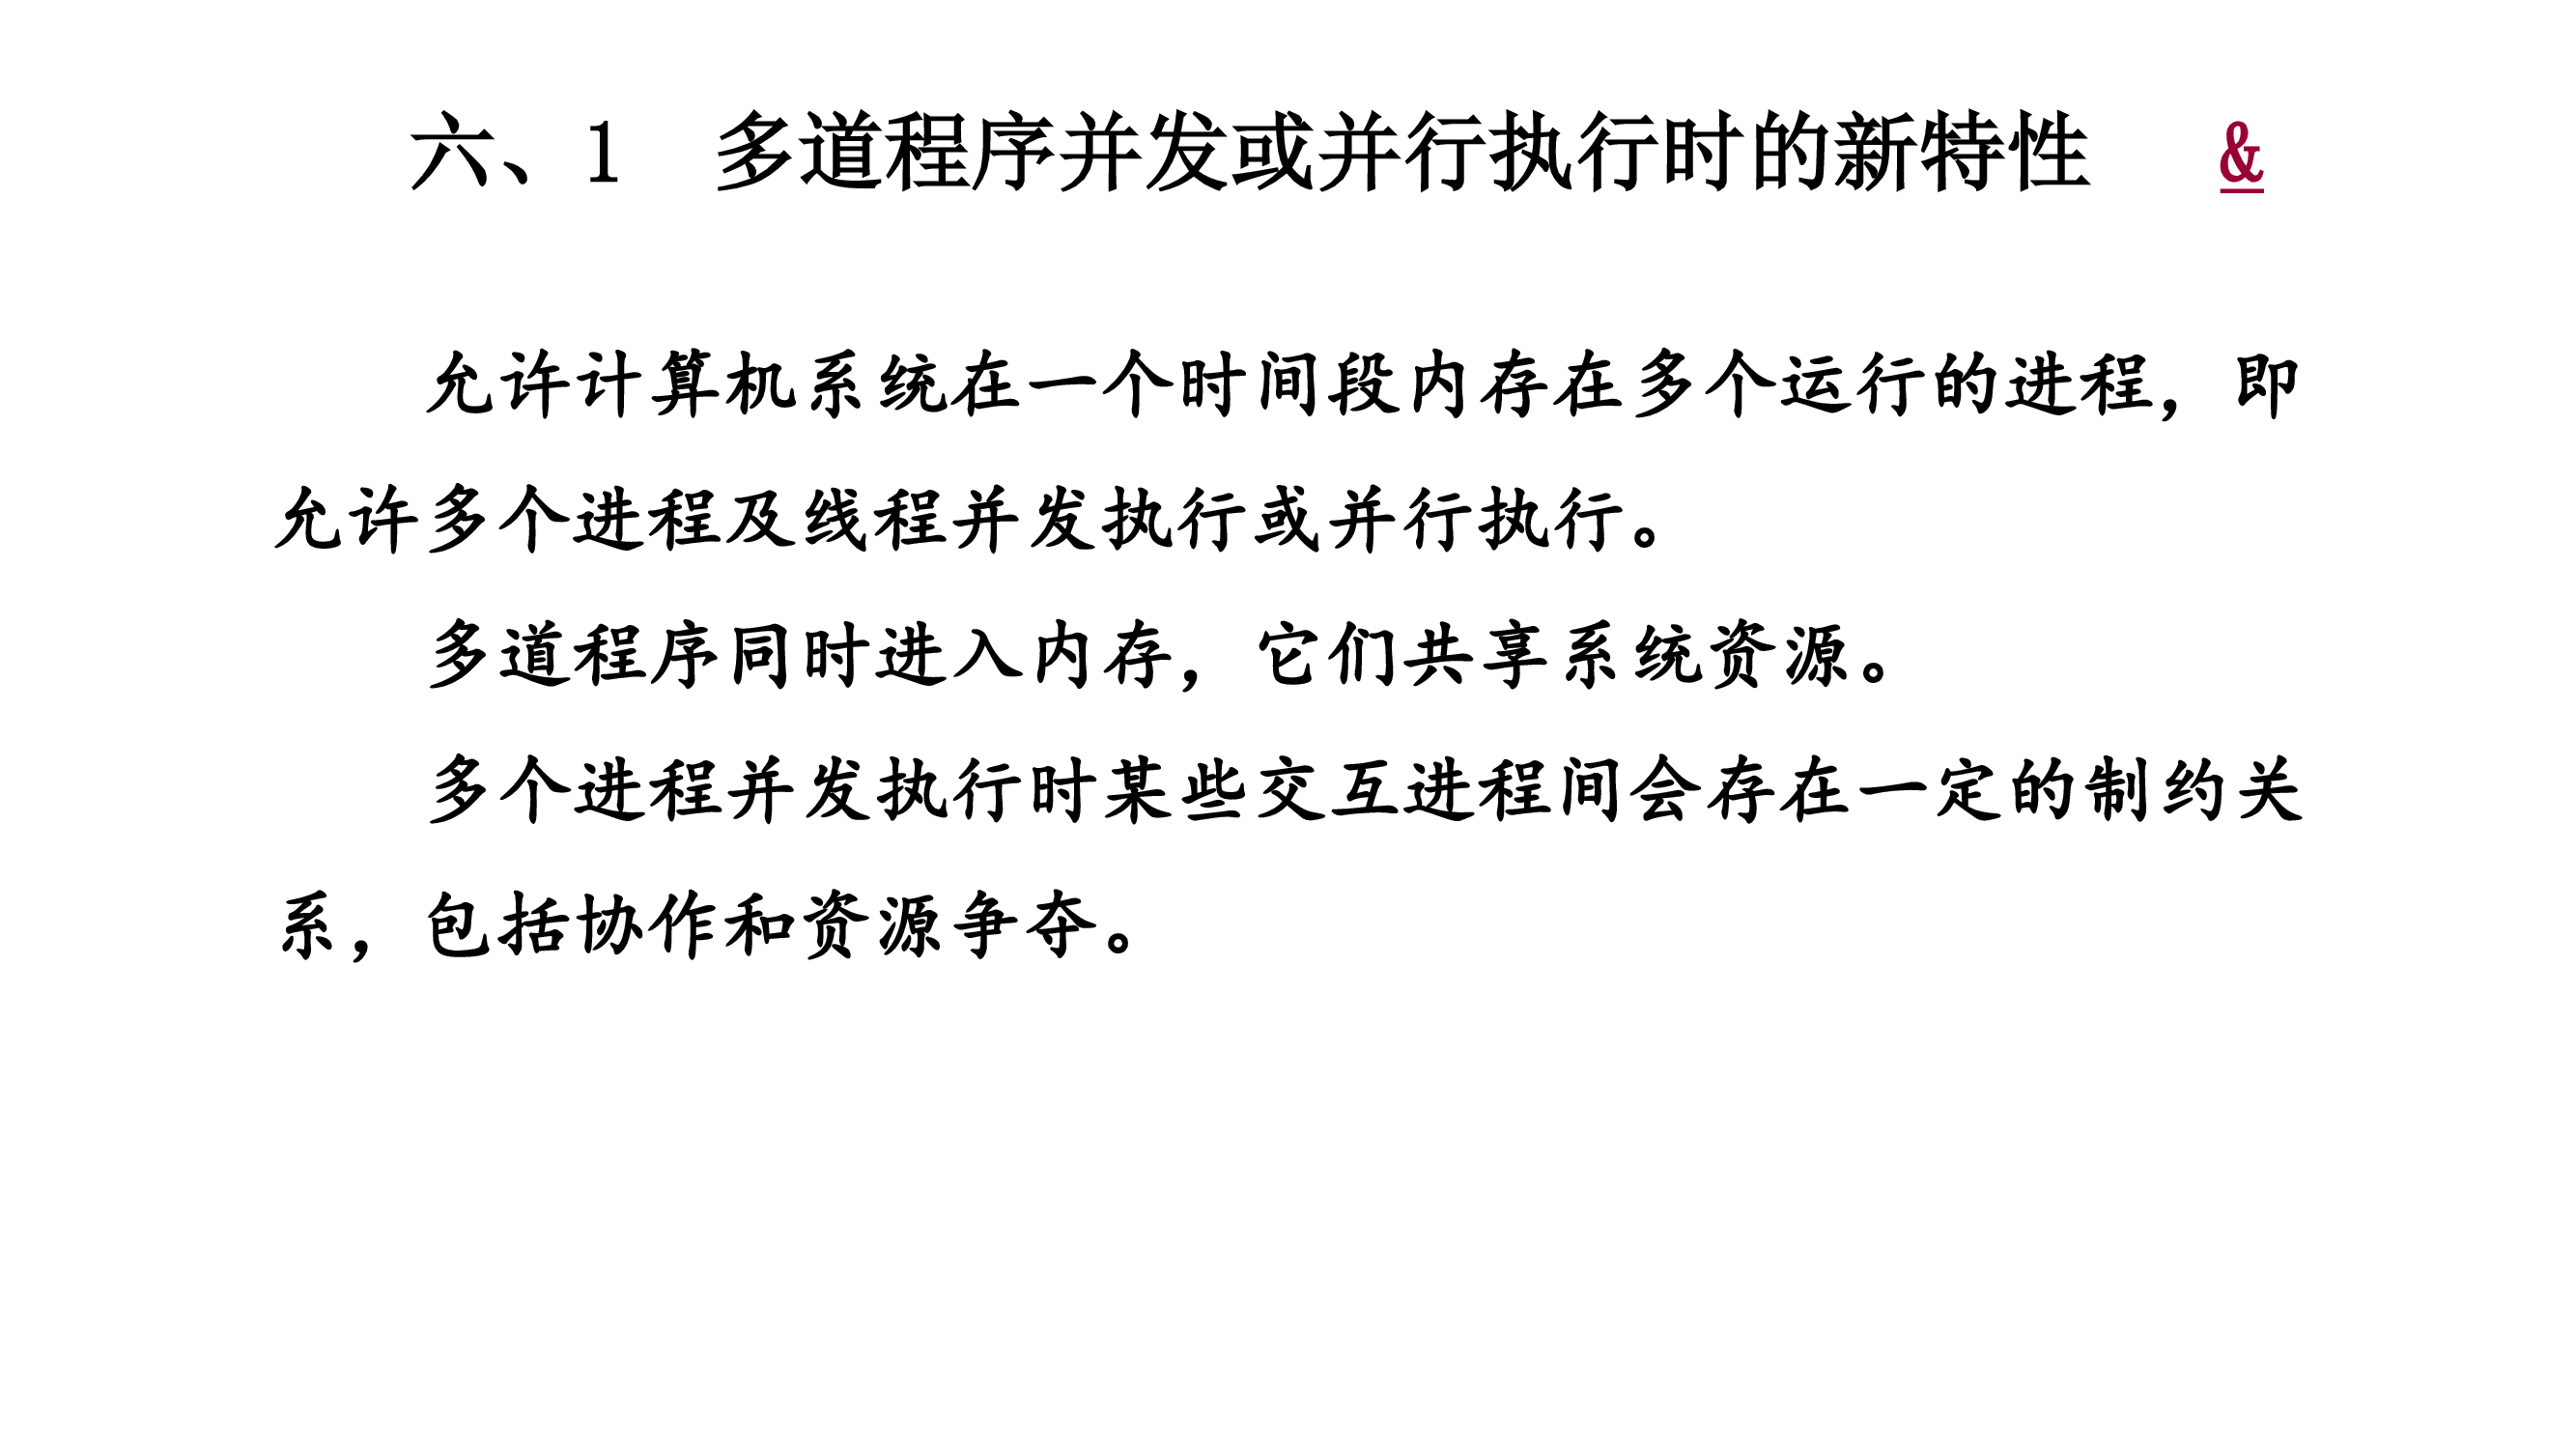 六、1　多道程序并发或并行执行时的新特性　&
允许计算机系统在一个时间段内存在多个运行的进程，即
允许多个进程及线程并发执行或并行执行。
多道程序同时进入内存，它们共享系统资源。
多个进程并发执行时某些交互进程间会存在一定的制约关
系，包括协作和资源争夺。